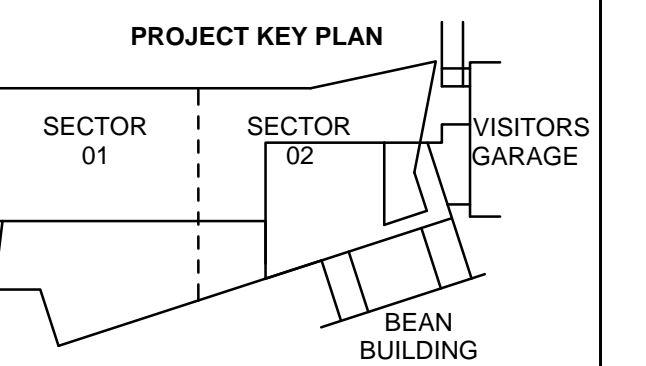 PROJECT KEY PLAN
SECTOR
01
SECTOR
02
VISITORS
GARAGE
BEAN
BUILDING